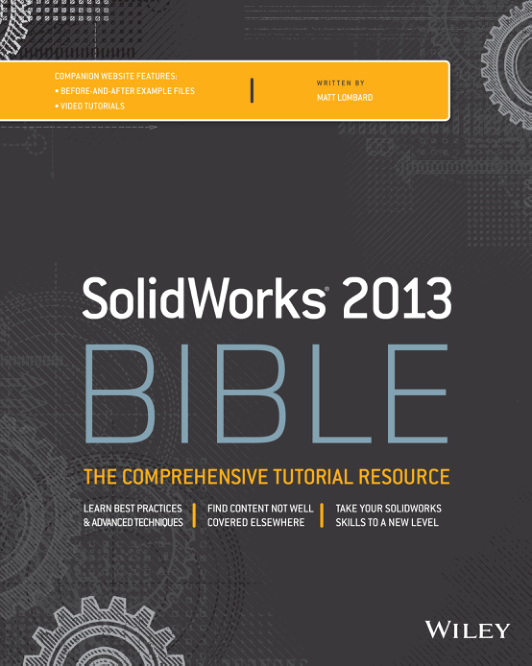 COMPANION WEBSITE FEATURES:
• BEFORE-AND-AFTER EXAMPLE FILES
• VIDEO TUTORIALS
WRITTEN BY
MATT LOMBARD
SolidWorks® 2013
BIBLE
THE COMPREHENSIVE TUTORIAL RESOURCE
LEARN BEST PRACTICES
& ADVANCED TECHNIQUES
FIND CONTENT NOT WELL
COVERED ELSEWHERE
TAKE YOUR SOLIDWORKS
SKILLS TO A NEW LEVEL
WILEY